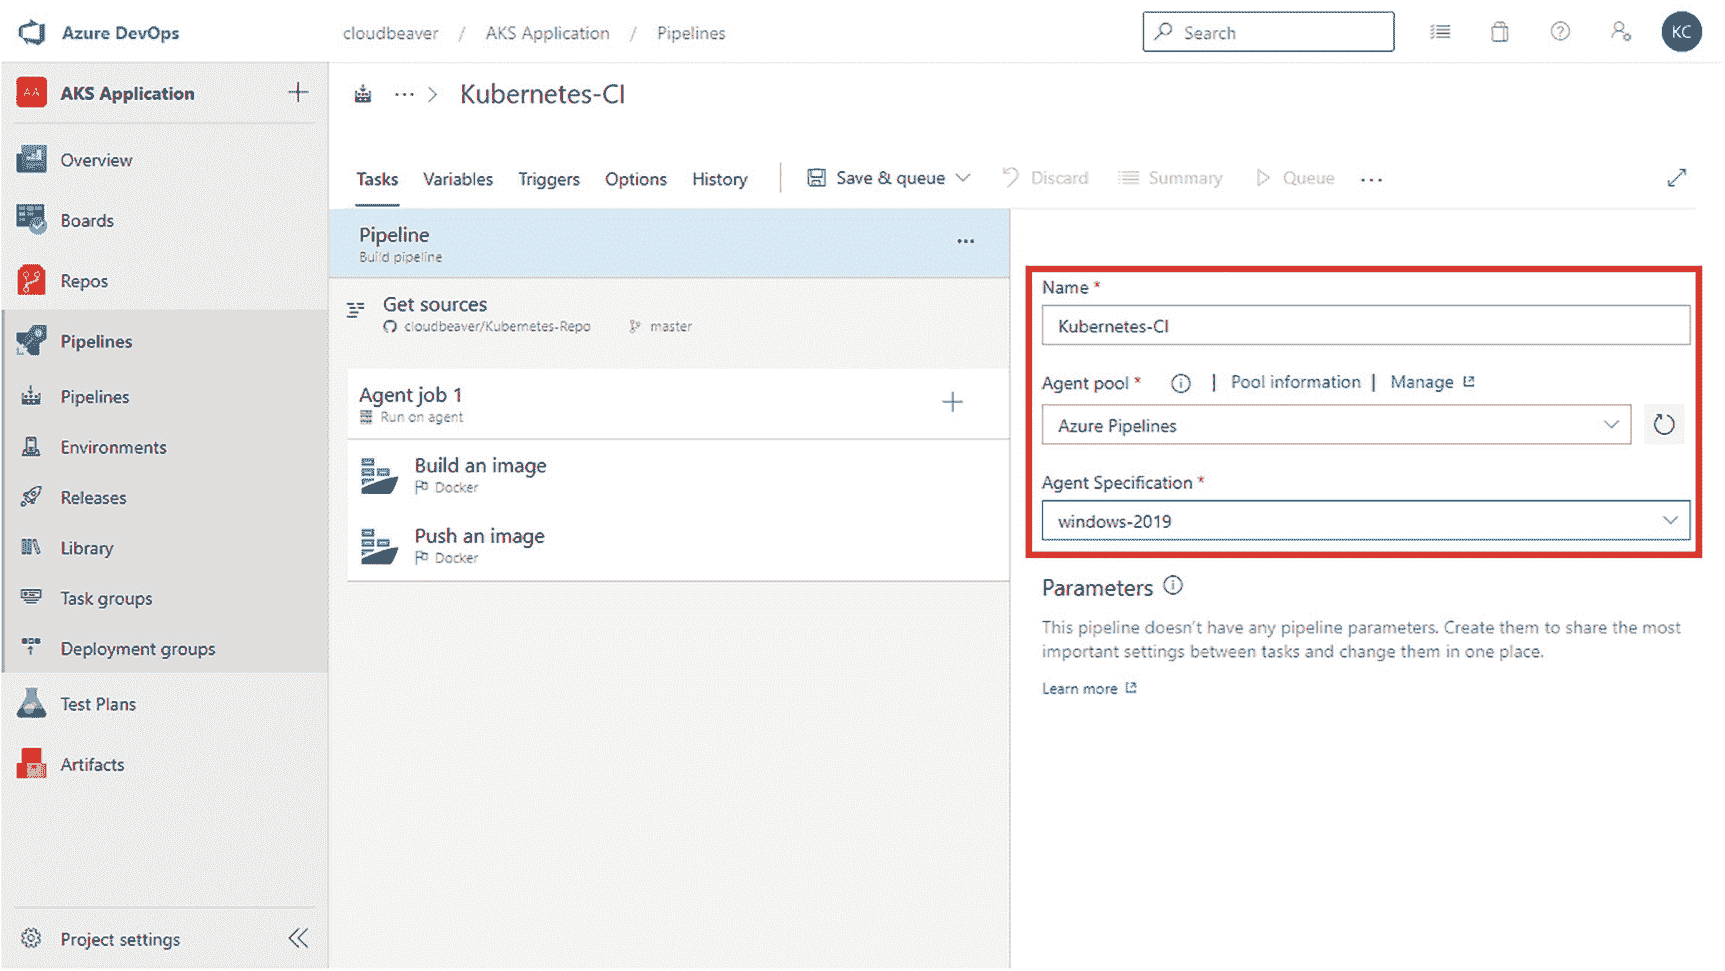 Azure DevOps
cloudbeaver / AKS Application / Pipelines
Search
KC
AA AKS Application
Kubernetes-CI
Overview
Boards
Repos
Pipelines
Pipelines
Environments
Releases
Library
Task groups
Deployment groups
Test Plans
Artifacts
Project settings
Tasks Variables Triggers Options History Save & queue Discard Summary Queue ...
Pipeline
Build pipeline
Get sources
cloudbeaver/Kubernetes-Repo master
Agent job 1
Run on agent
Build an image
Docker
Push an image
Docker
Name *
Kubernetes-CI
Agent pool * | Pool information | Manage
Azure Pipelines
Agent Specification *
windows-2019
Parameters
This pipeline doesn't have any pipeline parameters. Create them to share the most
important settings between tasks and change them in one place.
Learn more